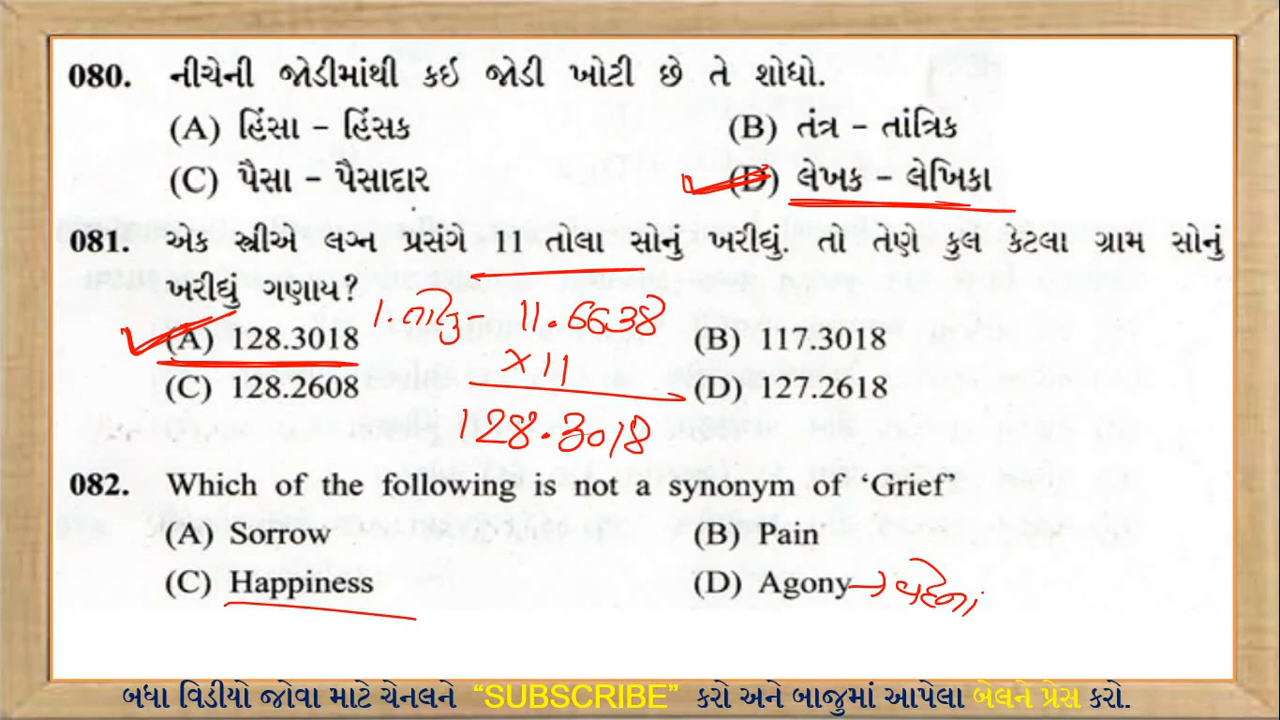 080. નીચેની જોડીમાંથી કઇ જોડી ખોટી છે તે શોધો.
(A) હિંસા – હિંસક (B) તંત્ર – તાંત્રિક
(C) પૈસા – પૈસાદાર (D) લેખક – લેખિકા
081. એક સ્ત્રીએ લગ્ન પ્રસંગે 11 તોલા સોનું ખરીદ્યું. તો તેણે કુલ કેટલા ગ્રામ સોનું
ખરીદ્યું ગણાય?
1 તોલુ - 11.6638
(A) 128.3018 ×11 (B) 117.3018
(C) 128.2608 (D) 127.2618
128.3018
082. Which of the following is not a synonym of ‘Grief’
(A) Sorrow (B) Pain
(C) Happiness (D) Agony → વેદના
બધા વિડીયો જોવા માટે ચેનલને “SUBSCRIBE” કરો અને બાજુમાં આપેલા બેલને પ્રેસ કરો.